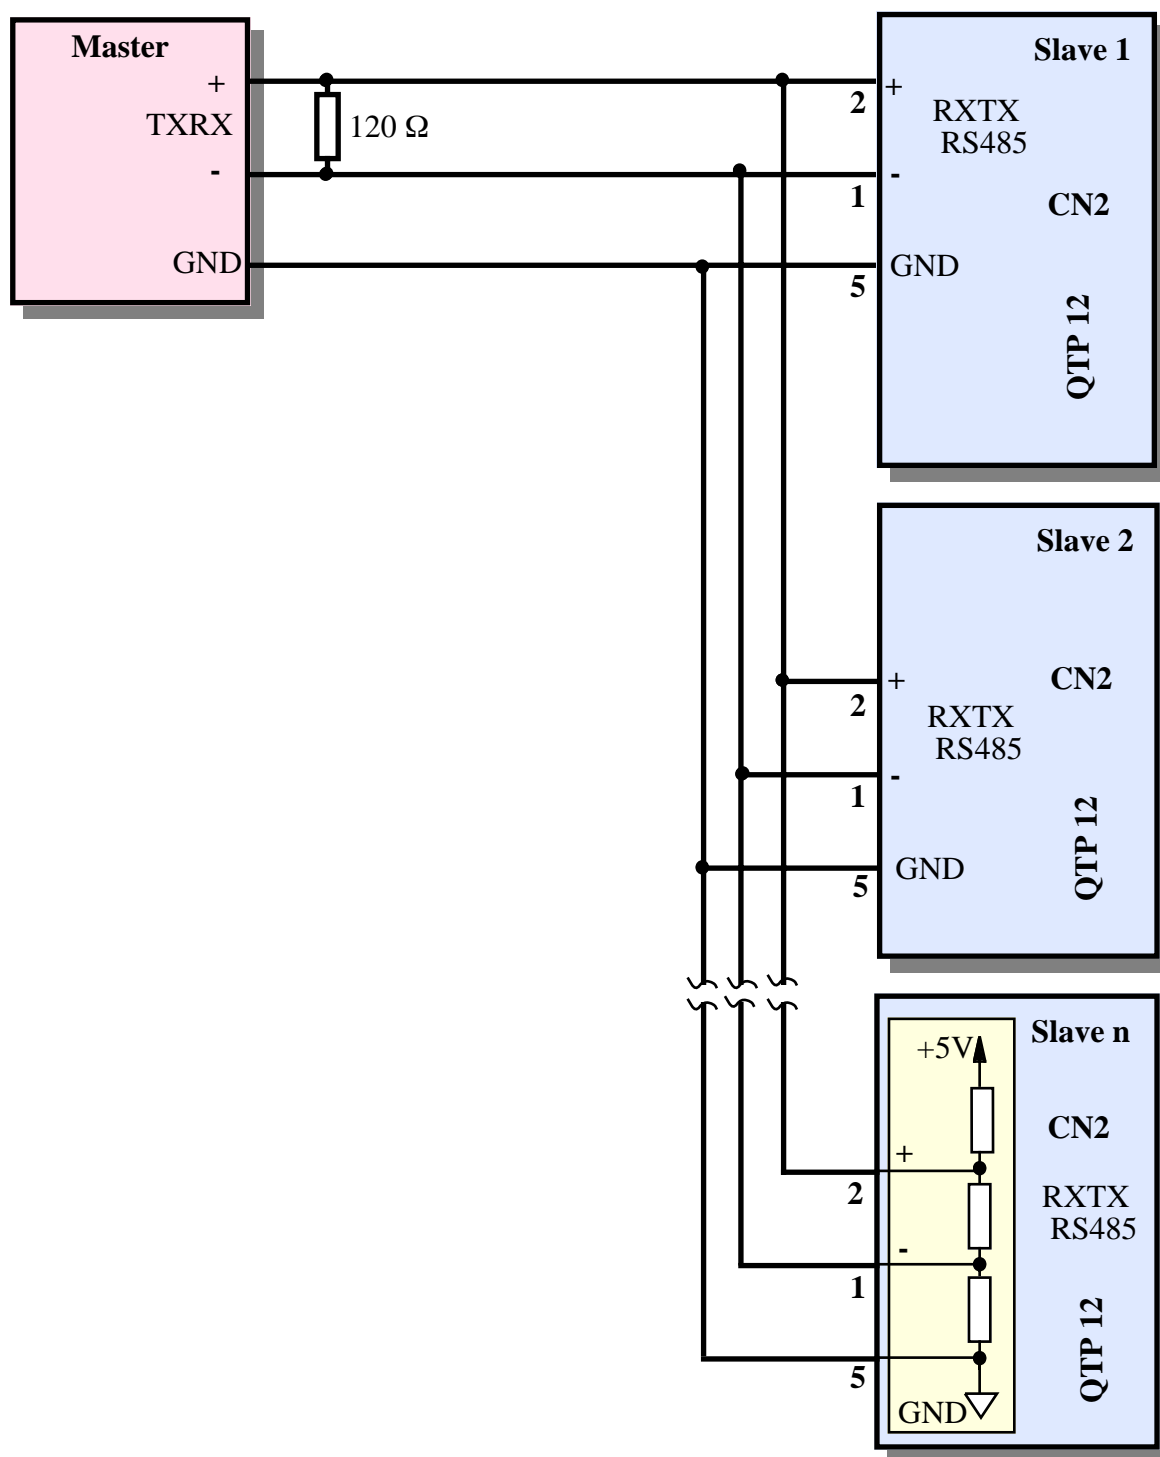 Master
+
TXRX
-
GND
120 Ω
Slave 1
2
+
RXTX
RS485
1
-
CN2
5
GND
QTP 12
Slave 2
2
+
CN2
RXTX
RS485
1
-
5
GND
QTP 12
Slave n
+5V
CN2
+
2
RXTX
RS485
-
1
QTP 12
5
GND